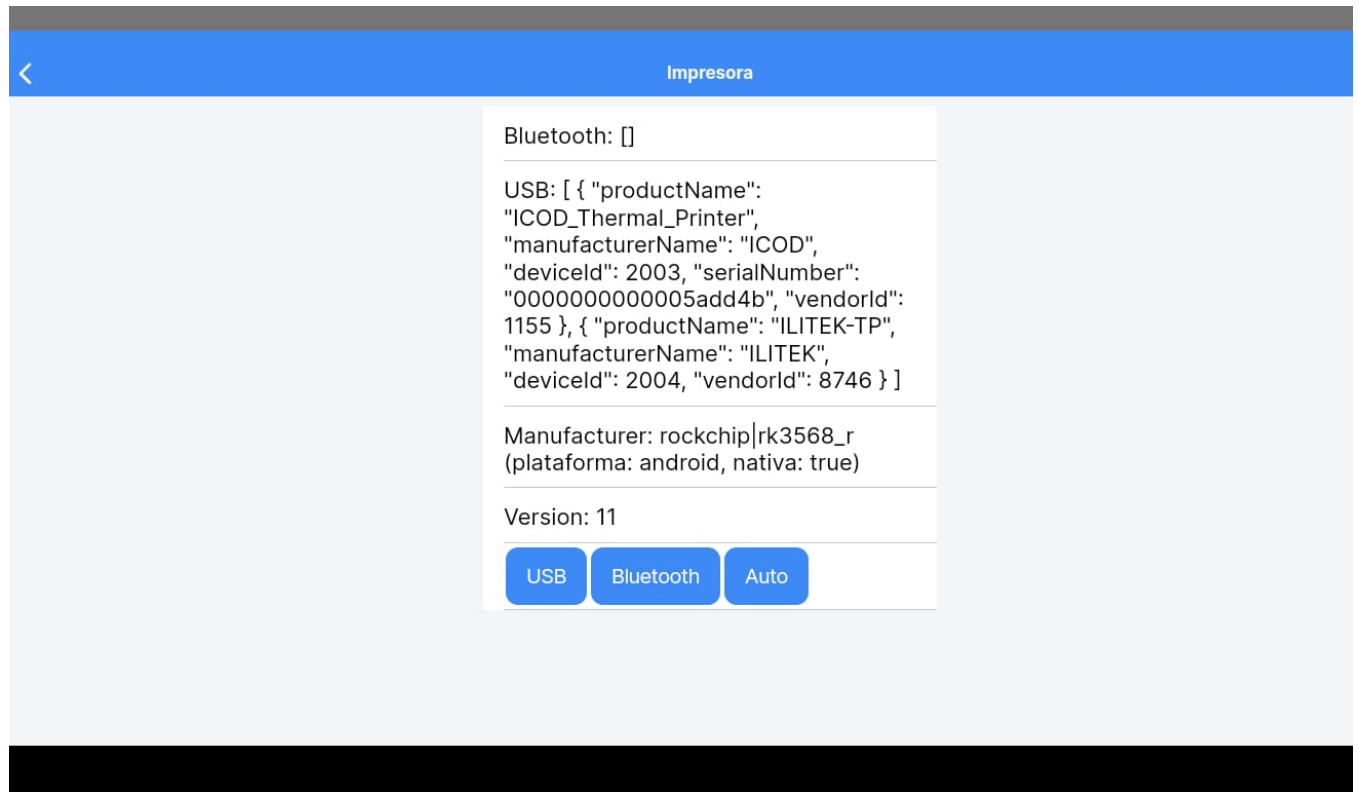 Impresora
Bluetooth: []
USB: [ { "productName":
"ICOD_Thermal_Printer",
"manufacturerName": "ICOD",
"deviceId": 2003, "serialNumber":
"0000000000005add4b", "vendorId":
1155 }, { "productName": "ILITEK-TP",
"manufacturerName": "ILITEK",
"deviceId": 2004, "vendorId": 8746 } ]
Manufacturer: rockchip|rk3568_r
(plataforma: android, nativa: true)
Version: 11
USB Bluetooth Auto